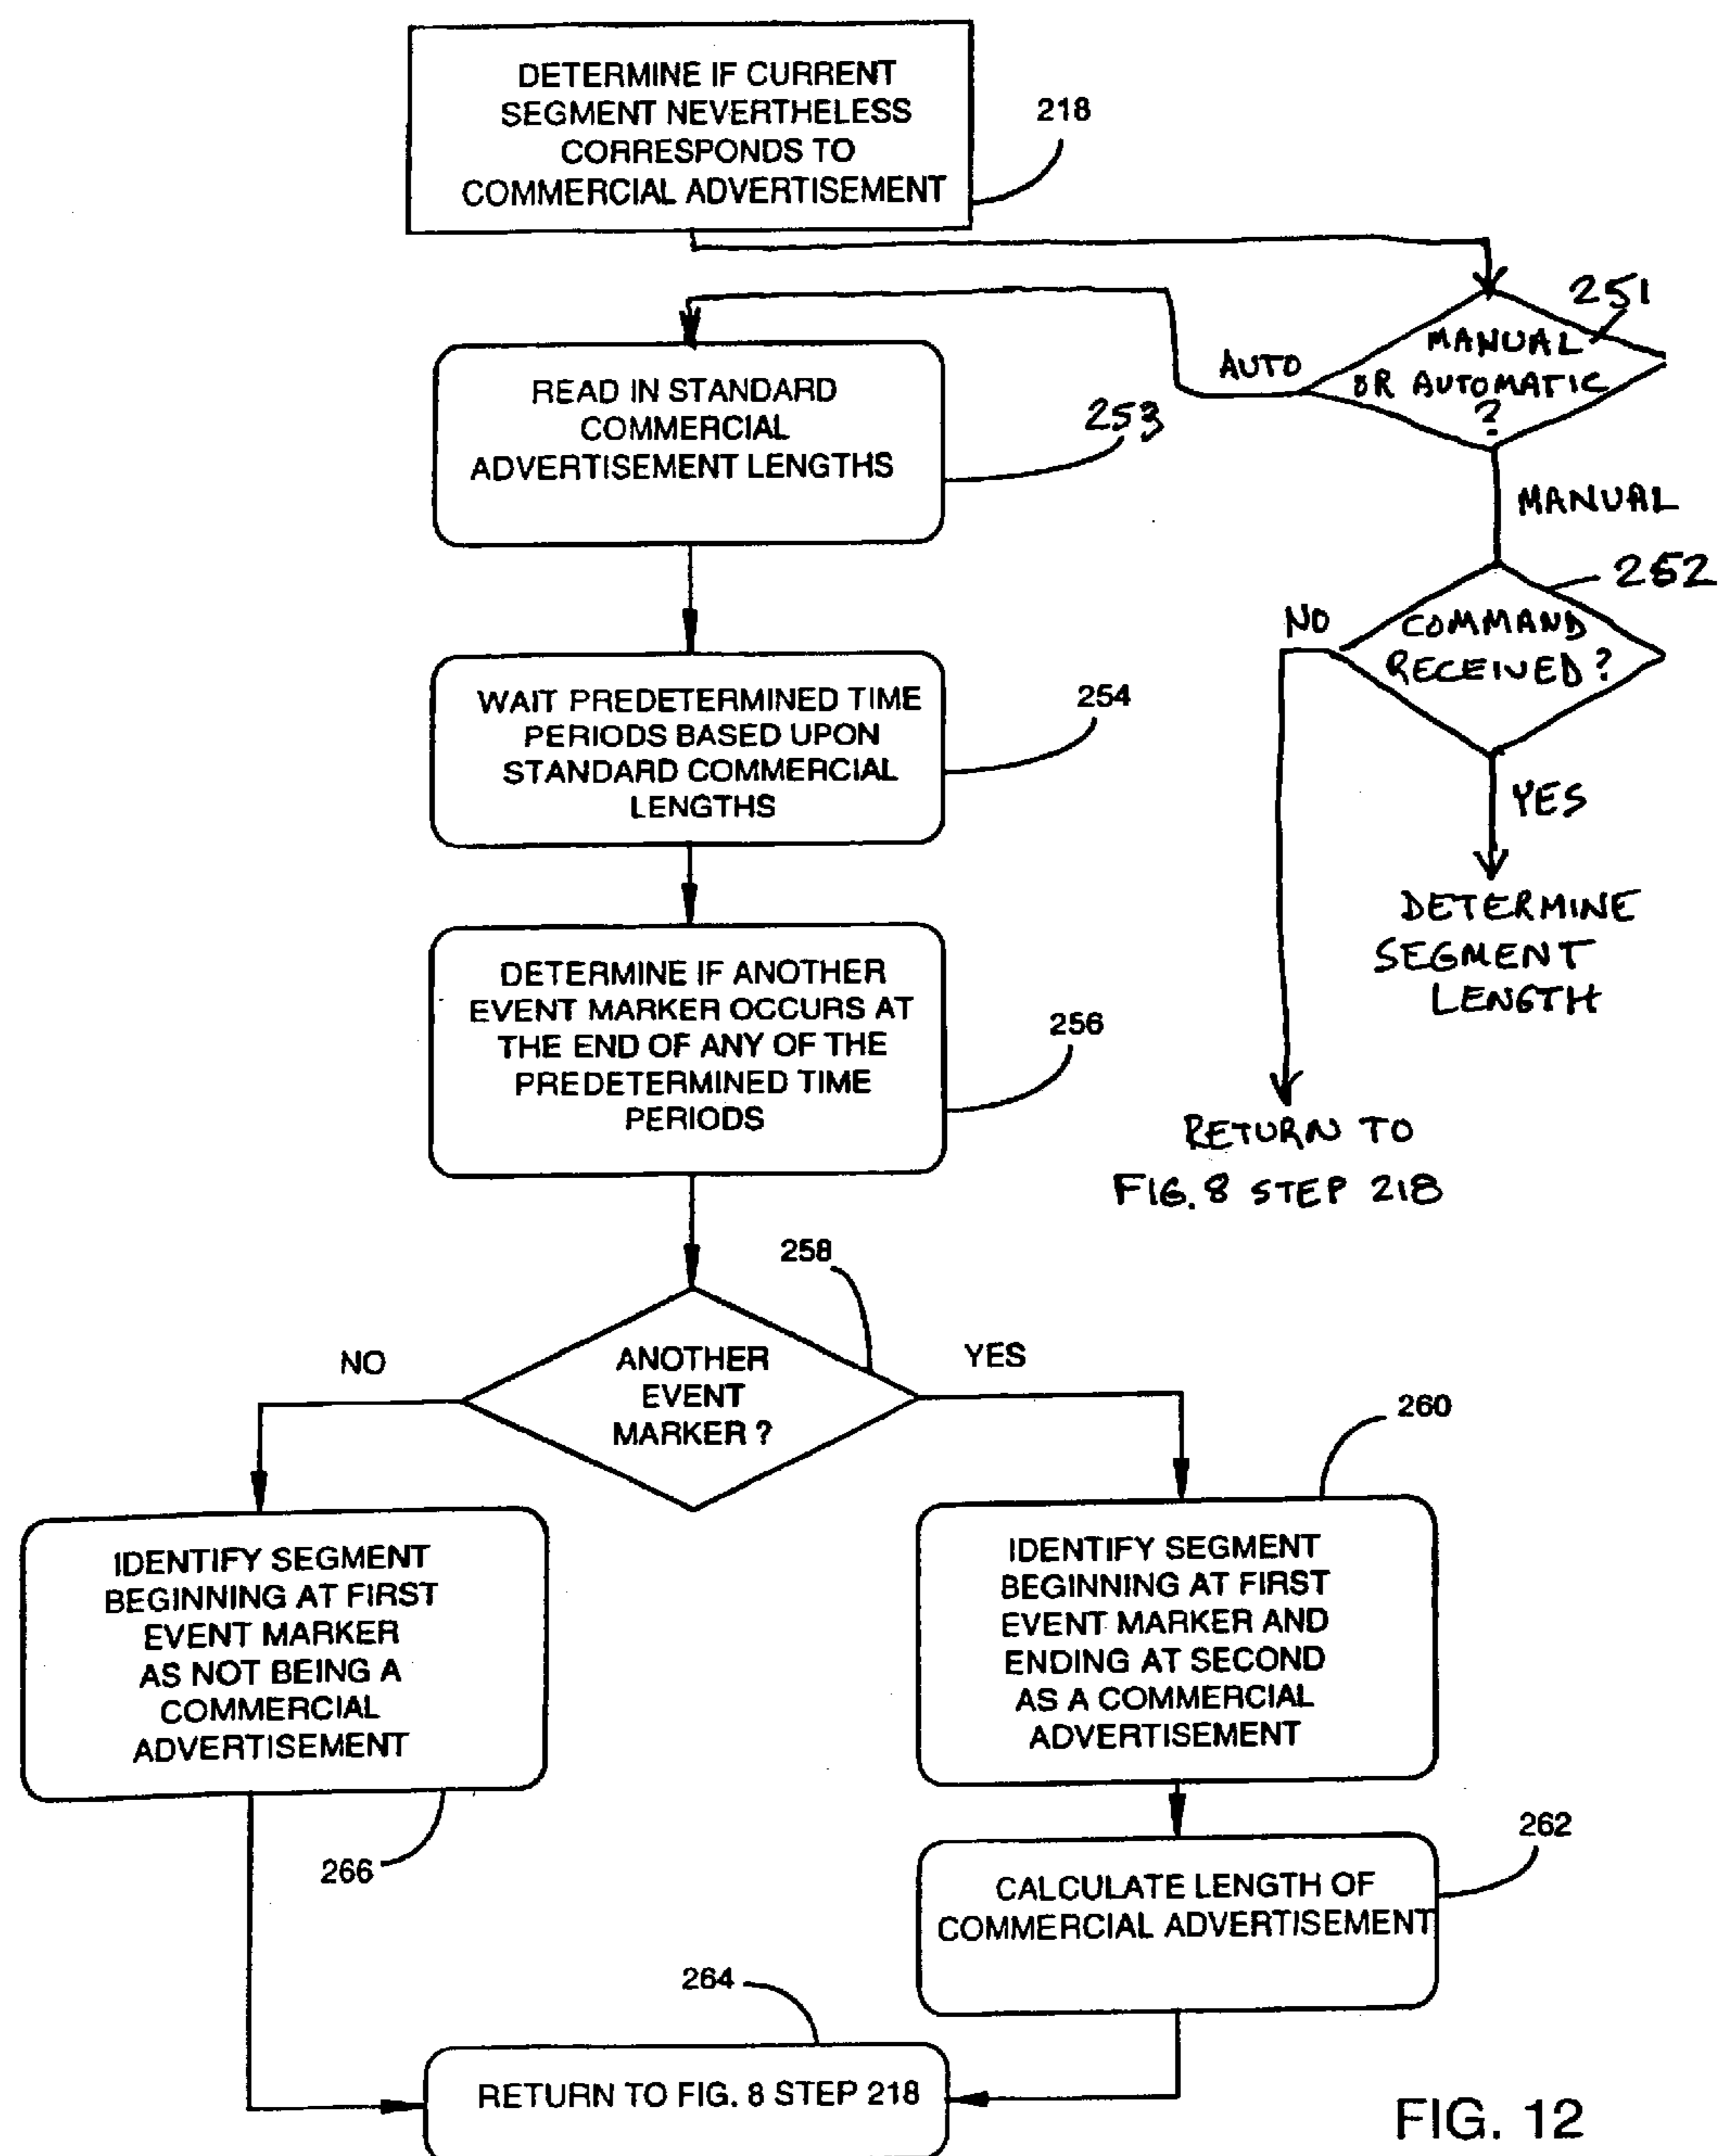 DETERMINE IF CURRENT
SEGMENT NEVERTHELESS
CORRESPONDS TO
COMMERCIAL ADVERTISEMENT
218
251
MANUAL
OR AUTOMATIC
?
AUTO
MANUAL
READ IN STANDARD
COMMERCIAL
ADVERTISEMENT LENGTHS
253
252
COMMAND
RECEIVED?
NO
YES
DETERMINE
SEGMENT
LENGTH
RETURN TO
FIG. 8 STEP 218
WAIT PREDETERMINED TIME
PERIODS BASED UPON
STANDARD COMMERCIAL
LENGTHS
254
DETERMINE IF ANOTHER
EVENT MARKER OCCURS AT
THE END OF ANY OF THE
PREDETERMINED TIME
PERIODS
256
258
ANOTHER
EVENT
MARKER ?
NO
YES
IDENTIFY SEGMENT
BEGINNING AT FIRST
EVENT MARKER
AS NOT BEING A
COMMERCIAL
ADVERTISEMENT
266
260
IDENTIFY SEGMENT
BEGINNING AT FIRST
EVENT MARKER AND
ENDING AT SECOND
AS A COMMERCIAL
ADVERTISEMENT
262
CALCULATE LENGTH OF
COMMERCIAL ADVERTISEMENT
264
RETURN TO FIG. 8 STEP 218
FIG. 12